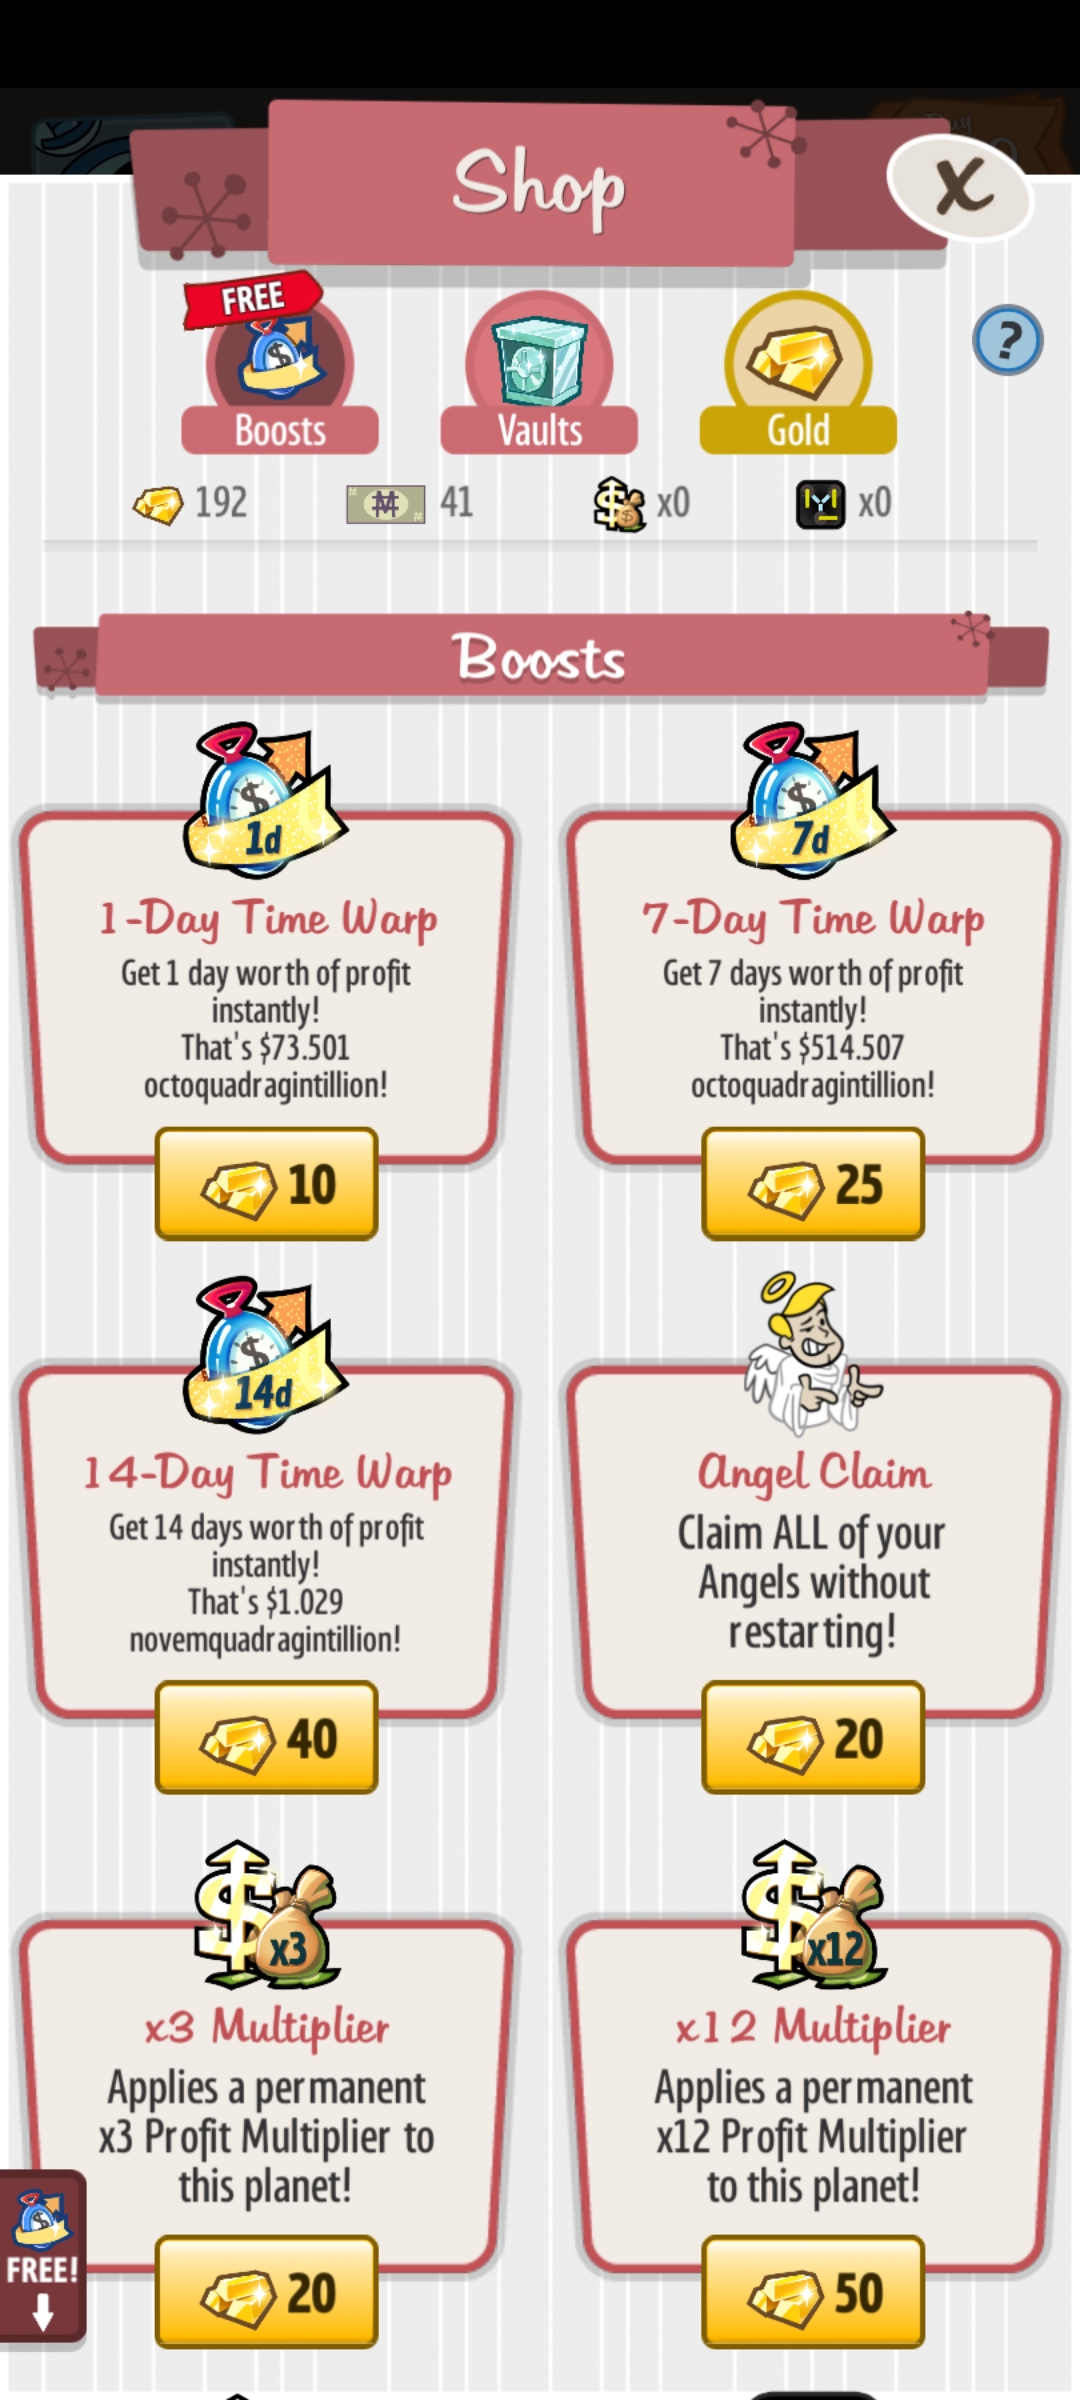 Shop
X
FREE
Boosts
Vaults
Gold
?
192
41
x0
x0
Boosts
1d
1-Day Time Warp
Get 1 day worth of profit
instantly!
That's $73.501
octoquadragintillion!
10
7d
7-Day Time Warp
Get 7 days worth of profit
instantly!
That's $514.507
octoquadragintillion!
25
14d
14-Day Time Warp
Get 14 days worth of profit
instantly!
That's $1.029
novemquadragintillion!
40
Angel Claim
Claim ALL of your
Angels without
restarting!
20
x3
x3 Multiplier
Applies a permanent
x3 Profit Multiplier to
this planet!
20
x12
x12 Multiplier
Applies a permanent
x12 Profit Multiplier
to this planet!
50
FREE!